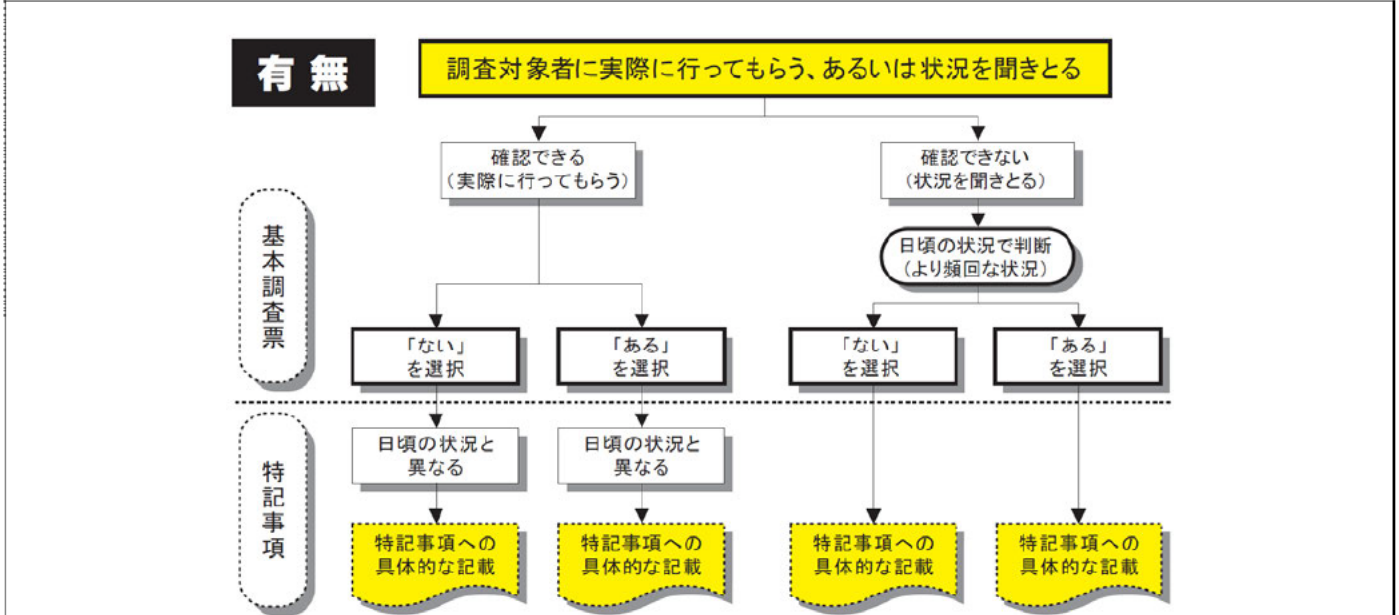 有無
調査対象者に実際に行ってもらう、あるいは状況を聞きとる
確認できる
（実際に行ってもらう）
確認できない
（状況を聞きとる）
基本調査票
日頃の状況で判断
（より頻回な状況）
「ない」
を選択
「ある」
を選択
「ない」
を選択
「ある」
を選択
特記事項
日頃の状況と
異なる
日頃の状況と
異なる
特記事項への
具体的な記載
特記事項への
具体的な記載
特記事項への
具体的な記載
特記事項への
具体的な記載